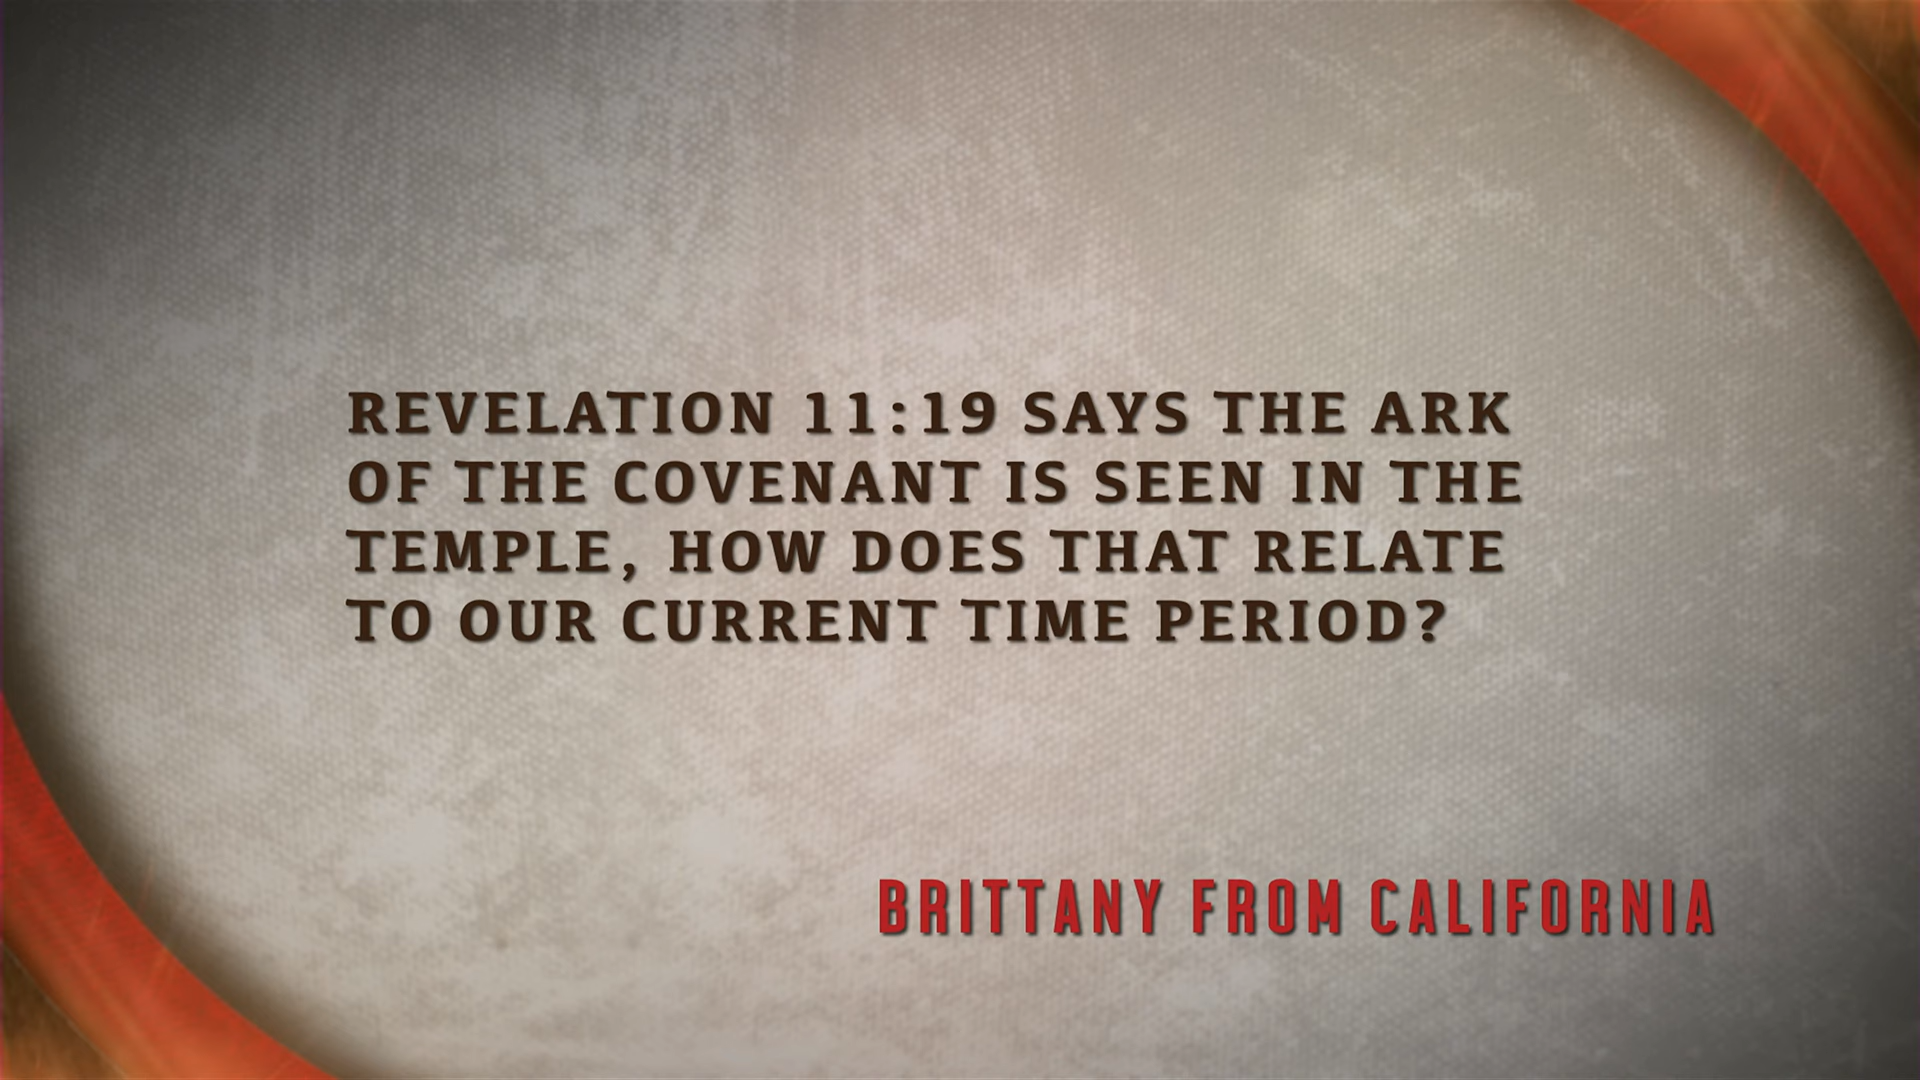 REVELATION 11:19 SAYS THE ARK
OF THE COVENANT IS SEEN IN THE
TEMPLE, HOW DOES THAT RELATE
TO OUR CURRENT TIME PERIOD?
BRITTANY FROM CALIFORNIA